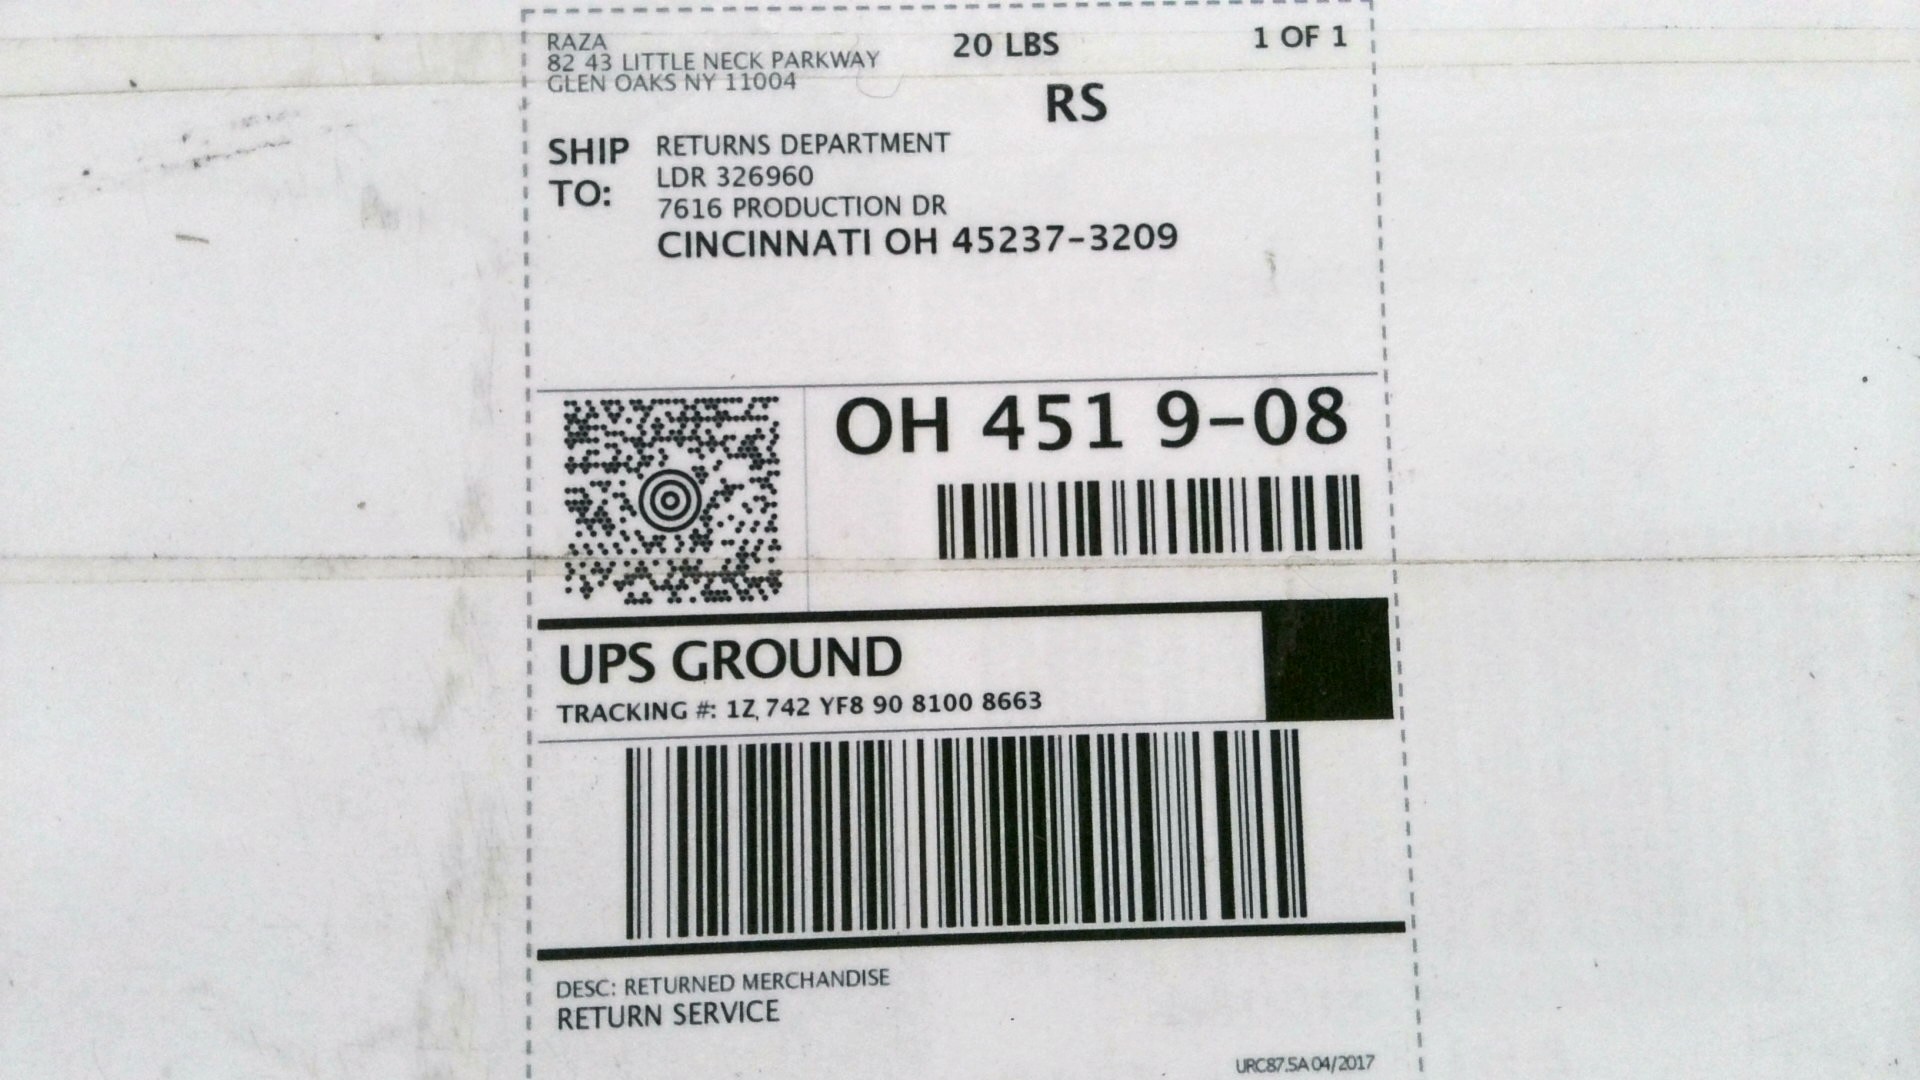 RAZA
82 43 LITTLE NECK PARKWAY
GLEN OAKS NY 11004
20 LBS
1 OF 1
RS
SHIP TO:
RETURNS DEPARTMENT
LDR 326960
7616 PRODUCTION DR
CINCINNATI OH 45237-3209
OH 451 9-08
UPS GROUND
TRACKING #: 1Z 742 YF8 90 8100 8663
DESC: RETURNED MERCHANDISE
RETURN SERVICE
URC87.5A 04/2017